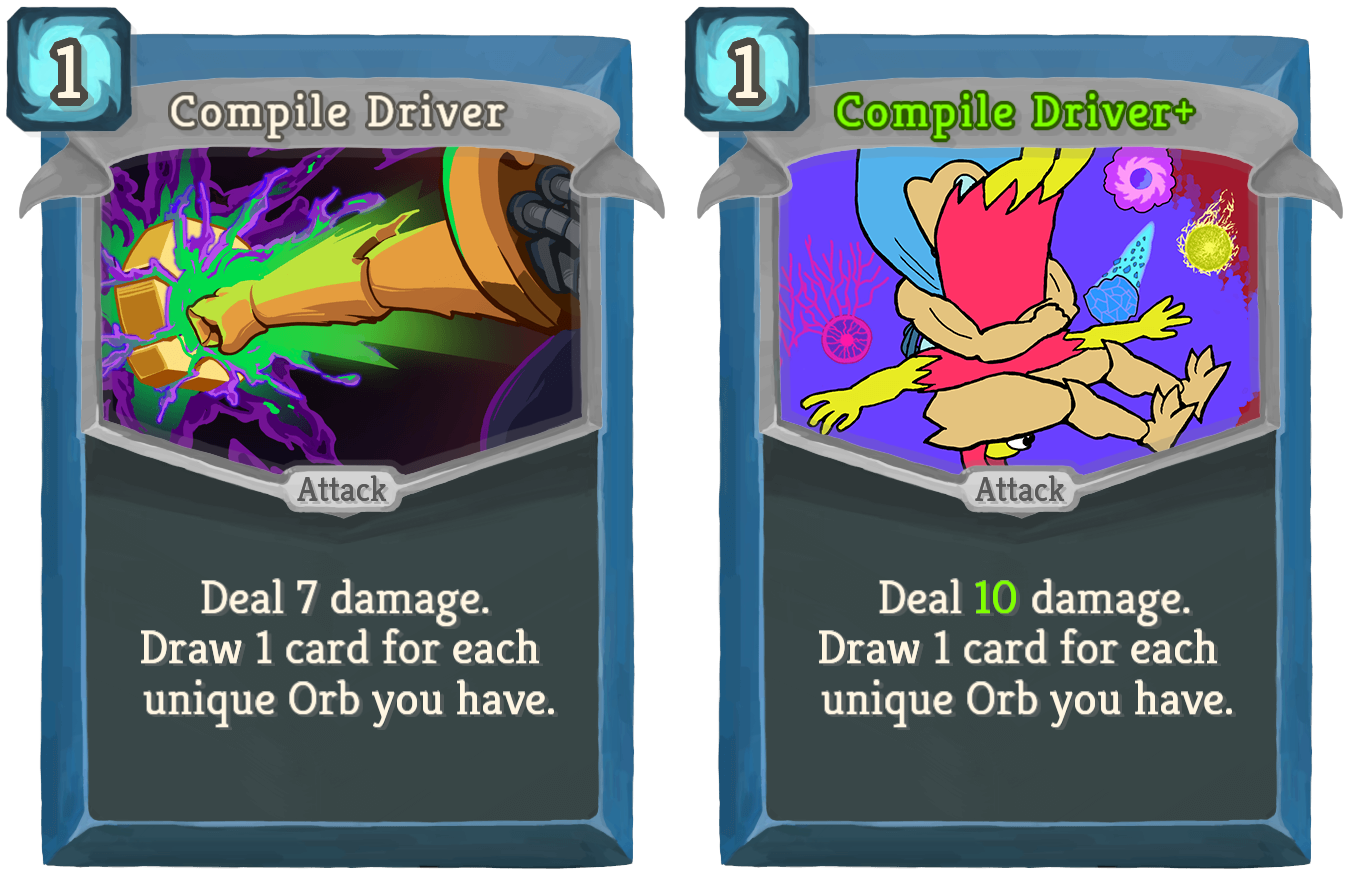 1
Compile Driver
Attack
Deal 7 damage.
Draw 1 card for each
unique Orb you have.
1
Compile Driver+
Attack
Deal 10 damage.
Draw 1 card for each
unique Orb you have.